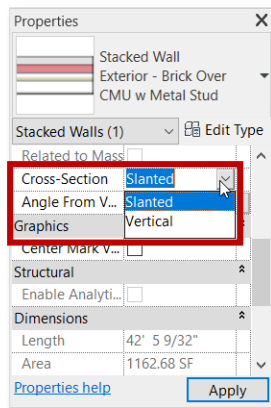 Properties
Stacked Wall
Exterior - Brick Over
CMU w Metal Stud
Stacked Walls (1)
Edit Type
Related to Mass
Cross-Section Slanted
Angle From V... Slanted
Vertical
Graphics
Center Mark V...
Structural
Enable Analyti...
Dimensions
Length 42' 5 9/32"
Area 1162.68 SF
Properties help
Apply